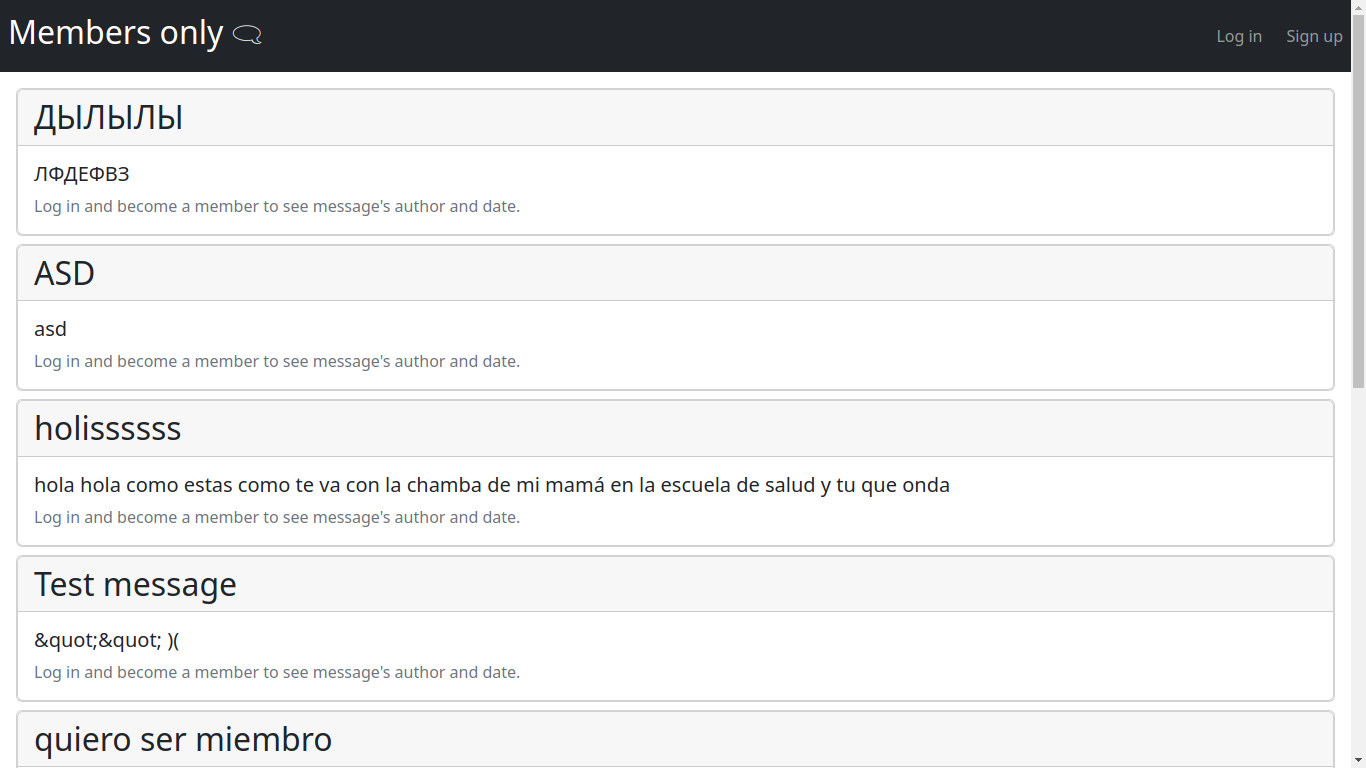 Members only
Log in
Sign up
ДЫЛЫЛЫ
ЛФДЕФВЗ
Log in and become a member to see message's author and date.
ASD
asd
Log in and become a member to see message's author and date.
holissssss
hola hola como estas como te va con la chamba de mi mamá en la escuela de salud y tu que onda
Log in and become a member to see message's author and date.
Test message
&quot;&quot; )(
Log in and become a member to see message's author and date.
quiero ser miembro